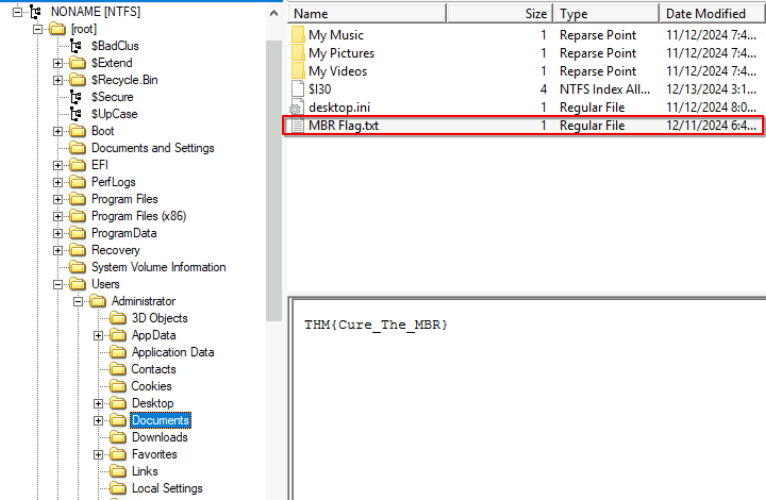 NONAME [NTFS]
[root]
$BadClus
$Extend
$Recycle.Bin
$Secure
$UpCase
Boot
Documents and Settings
EFI
PerfLogs
Program Files
Program Files (x86)
ProgramData
Recovery
System Volume Information
Users
Administrator
3D Objects
AppData
Application Data
Contacts
Cookies
Desktop
Documents
Downloads
Favorites
Links
Local Settings
Name Size Type Date Modified
My Music 1 Reparse Point 11/12/2024 7:4...
My Pictures 1 Reparse Point 11/12/2024 7:4...
My Videos 1 Reparse Point 11/12/2024 7:4...
$I30 4 NTFS Index All... 12/13/2024 3:1...
desktop.ini 1 Regular File 11/12/2024 8:0...
MBR Flag.txt 1 Regular File 12/11/2024 6:4...
THM{Cure_The_MBR}